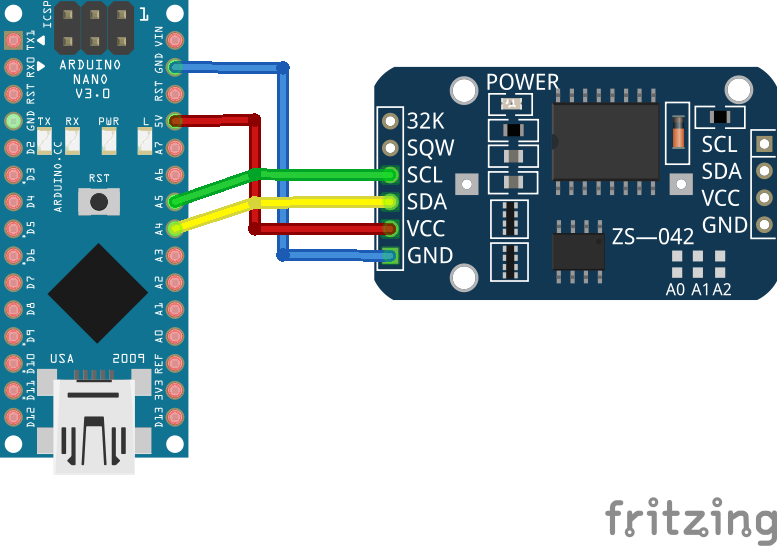 ICSP
1
TX1
RX0
RST
GND
D2
D3
D4
D5
D6
D7
D8
D9
D10
D11
D12
ARDUINO
NANO
V3.0
TX RX PWR L
ARDUINO.CC
RST
USA 2009
VIN
GND
RST
5V
A7
A6
A5
A4
A3
A2
A1
A0
REF
3V3
D13
POWER
32K
SQW
SCL
SDA
VCC
GND
SCL
SDA
VCC
GND
ZS—042
A0 A1 A2
fritzing